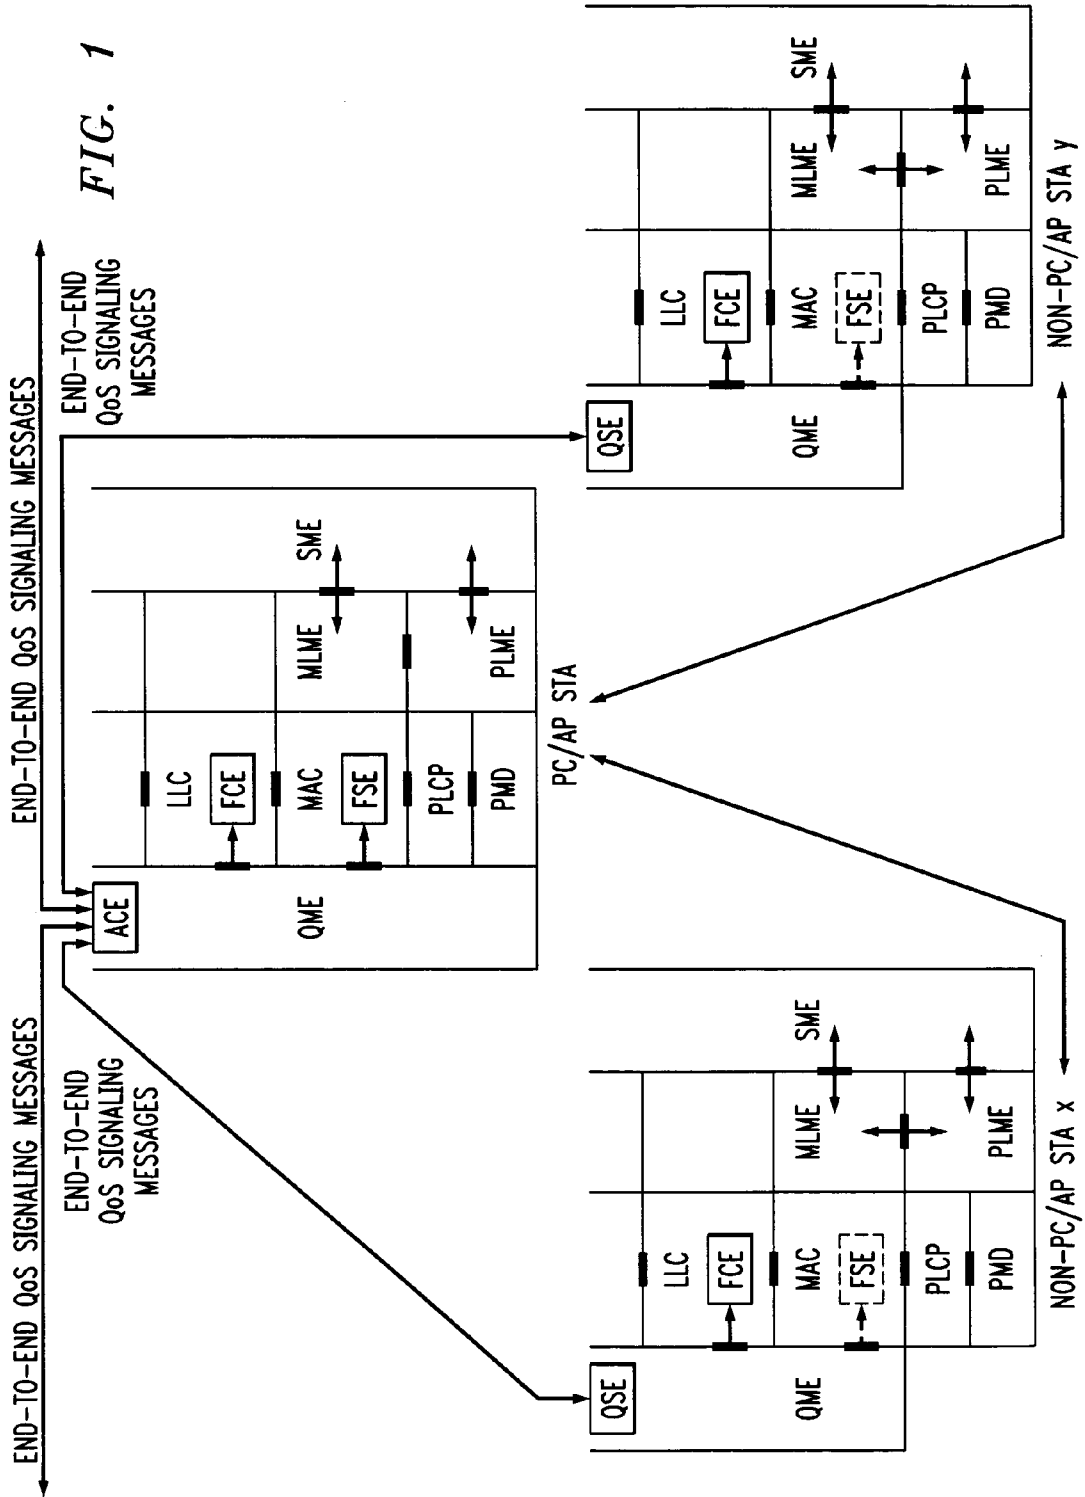 FIG. 1
END-TO-END QoS SIGNALING MESSAGES
END-TO-END QoS SIGNALING MESSAGES
END-TO-END
QoS SIGNALING
MESSAGES
END-TO-END
QoS SIGNALING
MESSAGES
ACE
QME
LLC
FCE
MAC
FSE
PLCP
PMD
MLME
SME
PLME
PC/AP STA
QSE
QME
LLC
FCE
MAC
FSE
PLCP
PMD
MLME
SME
PLME
NON-PC/AP STA x
QSE
QME
LLC
FCE
MAC
FSE
PLCP
PMD
MLME
SME
PLME
NON-PC/AP STA y